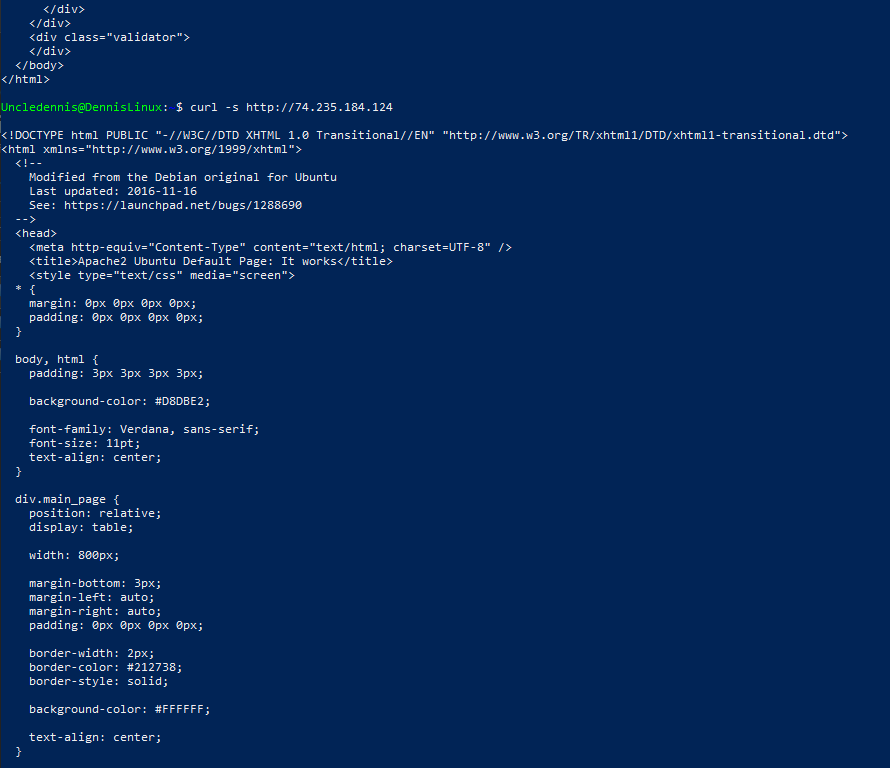 </div>
    </div>
    <div class="validator">
    </div>
  </body>
</html>

Uncledennis@DennisLinux: $ curl -s http://74.235.184.124

<!DOCTYPE html PUBLIC "-//W3C//DTD XHTML 1.0 Transitional//EN" "http://www.w3.org/TR/xhtml1/DTD/xhtml1-transitional.dtd">
<html xmlns="http://www.w3.org/1999/xhtml">
  <!--
    Modified from the Debian original for Ubuntu
    Last updated: 2016-11-16
    See: https://launchpad.net/bugs/1288690
  -->
  <head>
    <meta http-equiv="Content-Type" content="text/html; charset=UTF-8" />
    <title>Apache2 Ubuntu Default Page: It works</title>
    <style type="text/css" media="screen">
  * {
    margin: 0px 0px 0px 0px;
    padding: 0px 0px 0px 0px;
  }

  body, html {
    padding: 3px 3px 3px 3px;

    background-color: #D8DBE2;

    font-family: Verdana, sans-serif;
    font-size: 11pt;
    text-align: center;
  }

  div.main_page {
    position: relative;
    display: table;

    width: 800px;

    margin-bottom: 3px;
    margin-left: auto;
    margin-right: auto;
    padding: 0px 0px 0px 0px;

    border-width: 2px;
    border-color: #212738;
    border-style: solid;

    background-color: #FFFFFF;

    text-align: center;
  }